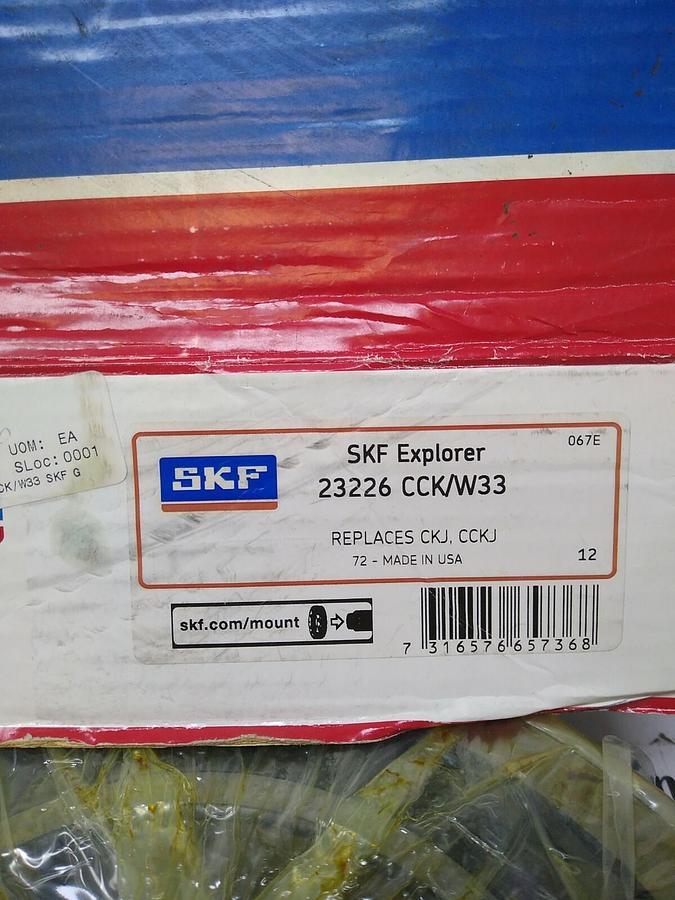 UOM: EA
SLOC: 0001
CK/W33 SKF G
SKF
SKF Explorer
067E
23226 CCK/W33
REPLACES CKJ, CCKJ
72 - MADE IN USA
12
skf.com/mount
7 316576 657368